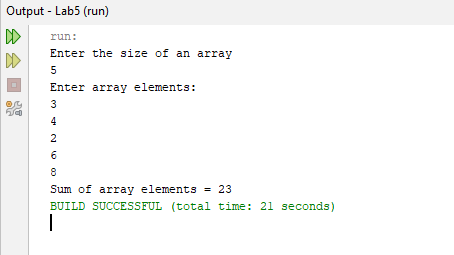 Output - Lab5 (run)
run:
Enter the size of an array
5
Enter array elements:
3
4
2
6
8
Sum of array elements = 23
BUILD SUCCESSFUL (total time: 21 seconds)